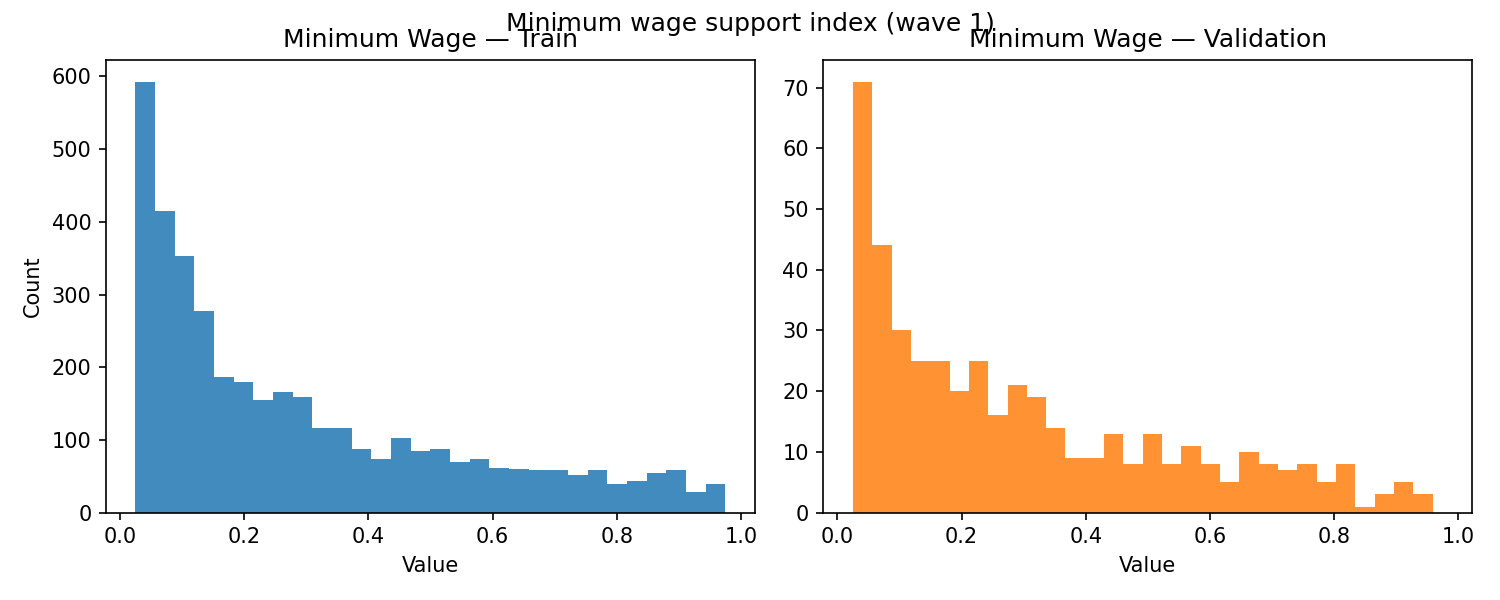 Minimum wage support index (wave 1)
Minimum Wage — Train
Minimum Wage — Validation
600
500
400
300
200
100
0
Count
0.0 0.2 0.4 0.6 0.8 1.0
Value
70
60
50
40
30
20
10
0
0.0 0.2 0.4 0.6 0.8 1.0
Value